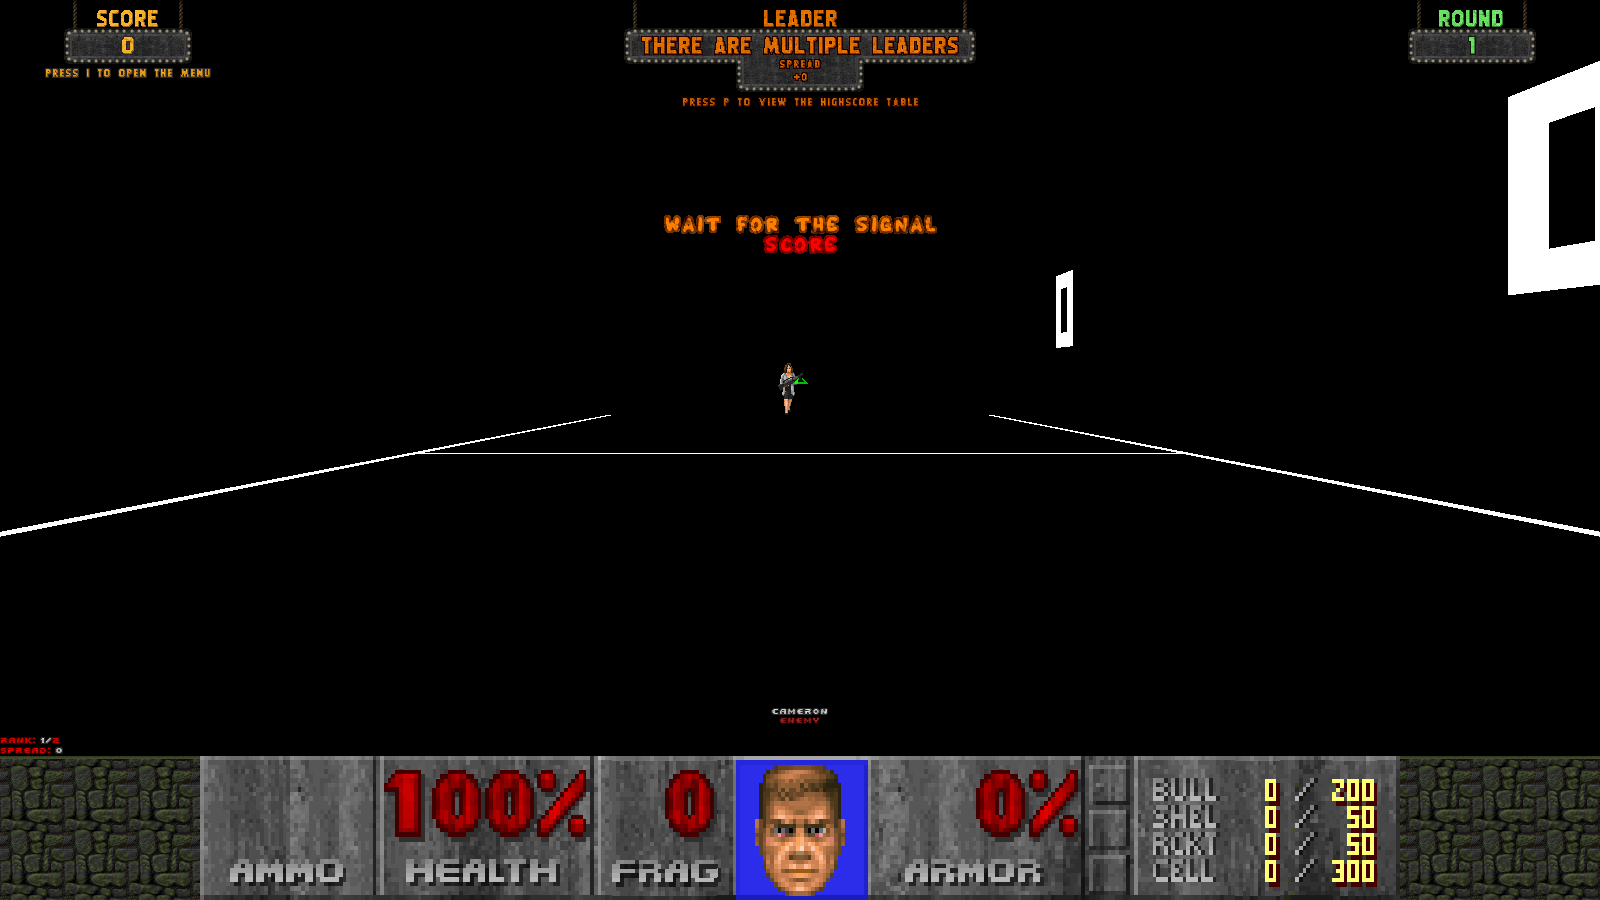 SCORE
0
PRESS I TO OPEN THE MENU
LEADER
THERE ARE MULTIPLE LEADERS
SPREAD
+0
PRESS P TO VIEW THE HIGHSCORE TABLE
ROUND
1
WAIT FOR THE SIGNAL
SCORE
CAMERON
ENEMY
RANK: 1/2
SPREAD: 0
AMMO
100%
HEALTH
0
FRAG
0%
ARMOR
BULL 0 / 200
SHEL 0 / 50
RCKT 0 / 50
CELL 0 / 300